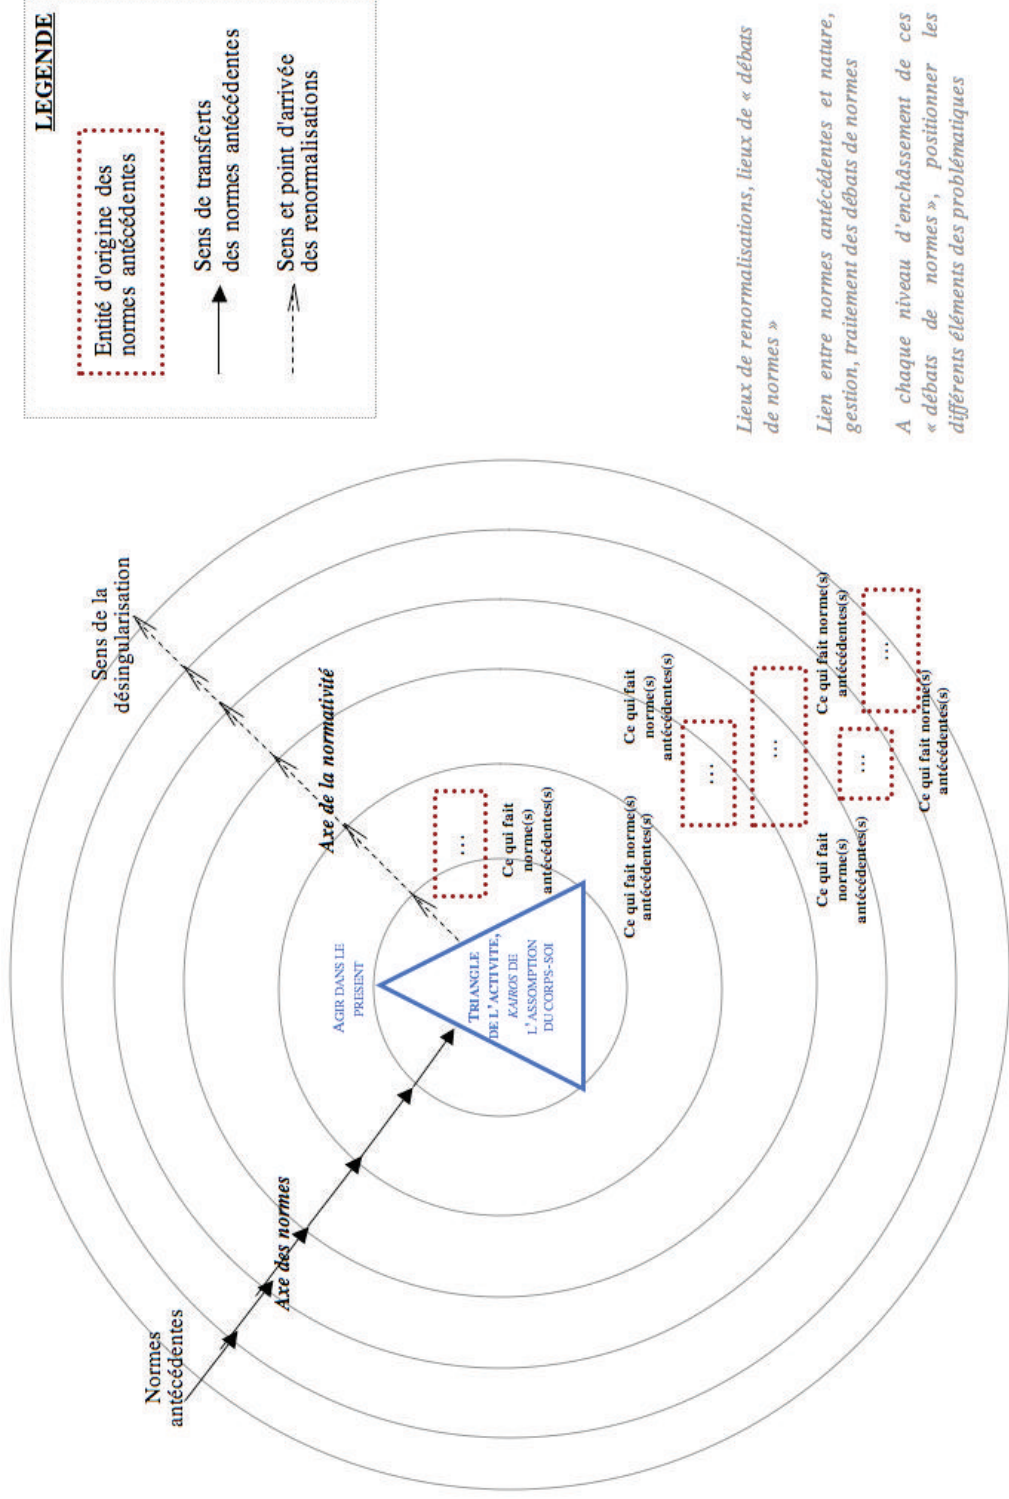 LEGENDE
Entité d'origine des
normes antécédentes
Sens de transferts
des normes antécédentes
Sens et point d'arrivée
des renormalisations
Normes
antécédentes
Axe des normes
Sens de la
désingularisation
Axe de la normativité
AGIR DANS LE
PRESENT
TRIANGLE
DE L'ACTIVITE,
KAIROS DE
L'ASSOMPTION
DU CORPS-SOI
...
Ce qui fait
norme(s)
antécédentes(s)
Ce qui fait norme(s)
antécédentes(s)
Ce qui fait
norme(s)
antécédentes(s)
...
...
Ce qui fait
norme(s)
antécédentes(s)
Ce qui fait norme(s)
antécédentes(s)
...
...
Ce qui fait norme(s)
antécédentes(s)
Lieux de renormalisations, lieux de « débats
de normes »
Lien entre normes antécédentes et nature,
gestion, traitement des débats de normes
A chaque niveau d'enchâssement de ces
« débats de normes », positionner les
différents éléments des problématiques